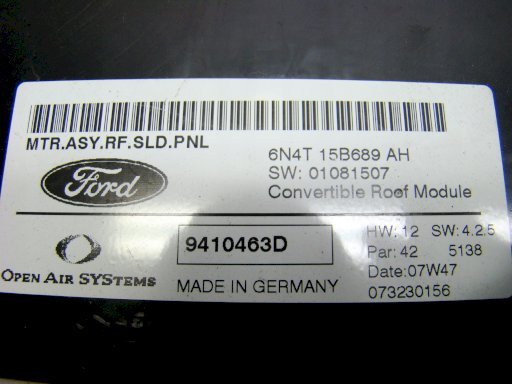 MTR.ASY.RF.SLD.PNL
6N4T 15B689 AH
SW: 01081507
Convertible Roof Module
Ford
9410463D
HW: 12 SW: 4.2.5
Par: 42 5138
Date:07W47
073230156
OPEN AIR SYSTEMS
MADE IN GERMANY